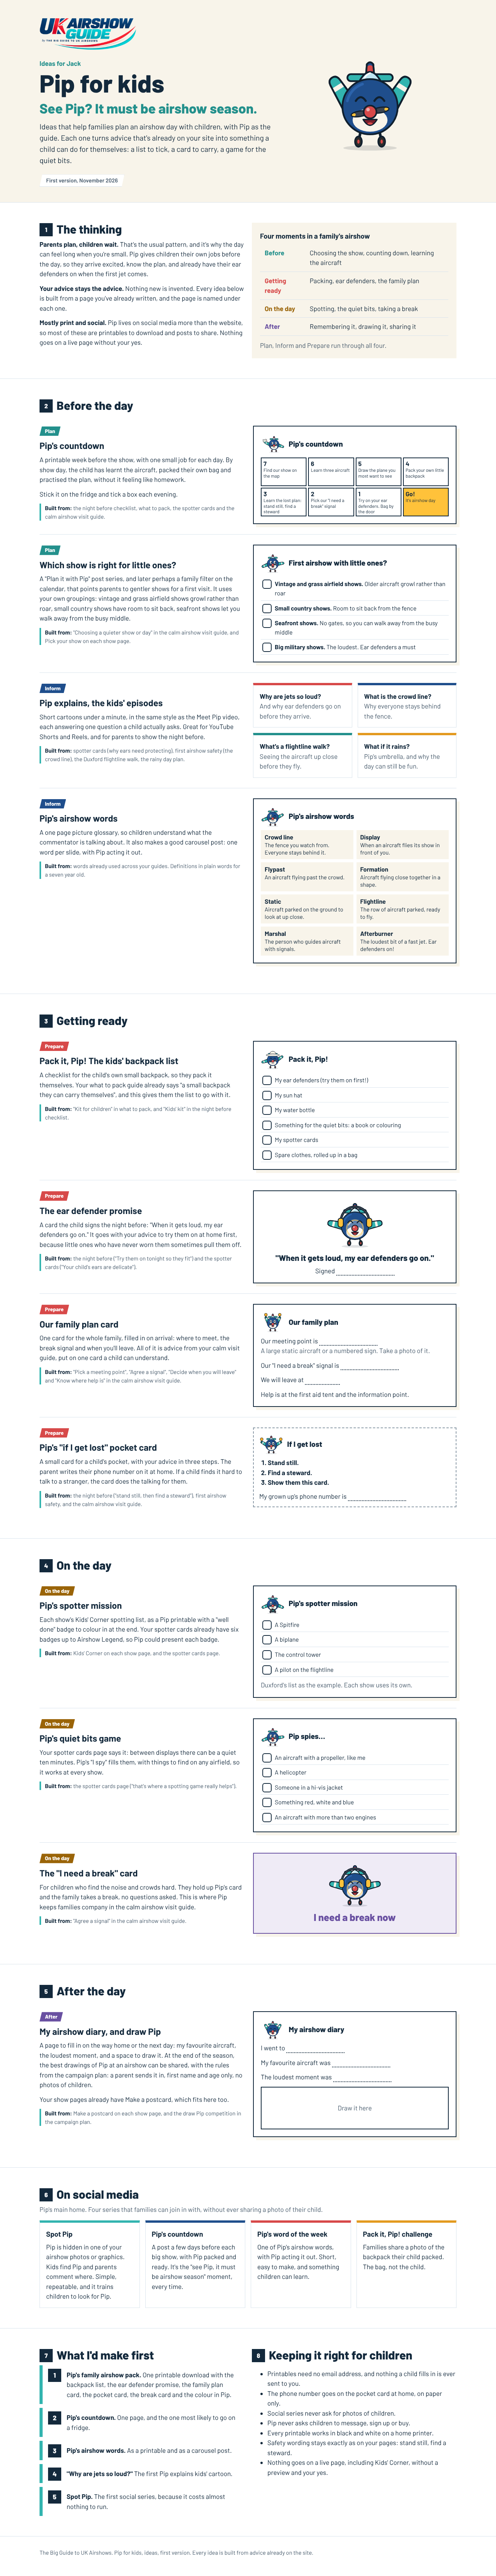 UK AIRSHOW
GUIDE
THE BIG GUIDE TO UK AIRSHOWS
Ideas for Jack
Pip for kids
See Pip? It must be airshow season.
Ideas that help families plan an airshow day with children, with Pip as the
guide. Each one turns advice that's already on your site into something a
child can do for themselves: a list to tick, a card to carry, a game for the
quiet bits.
First version, November 2026
1 The thinking
Parents plan, children wait. That's the usual pattern, and it's why the day
can feel long when you're small. Pip gives children their own jobs before
the day, so they arrive excited, know the plan, and already have their ear
defenders on when the first jet comes.
Your advice stays the advice. Nothing new is invented. Every idea below
is built from a page you've already written, and the page is named under
each one.
Mostly print and social. Pip lives on social media more than the website,
so most of these are printables to download and posts to share. Nothing
goes on a live page without your yes.
Four moments in a family's airshow
Before Choosing the show, counting down, learning
the aircraft
Getting
ready Packing, ear defenders, the family plan
On the day Spotting, the quiet bits, taking a break
After Remembering it, drawing it, sharing it
Plan, Inform and Prepare run through all four.
2 Before the day
Plan
Pip's countdown
A printable week before the show, with one small job for each day. By
show day, the child has learnt the aircraft, packed their own bag and
practised the plan, without it feeling like homework.
Stick it on the fridge and tick a box each evening.
Built from: the night before checklist, what to pack, the spotter cards and the
calm airshow visit guide.
Pip's countdown
7
Find our show on
the map
6
Learn three aircraft
5
Draw the plane you
most want to see
4
Pack your own little
backpack
3
Learn the lost plan:
stand still, find a
steward
2
Pick our "I need a
break" signal
1
Try on your ear
defenders. Bag by
the door
Go!
It's airshow day
Plan
Which show is right for little ones?
A "Plan it with Pip" post series, and later perhaps a family filter on the
calendar, that points parents to gentler shows for a first visit. It
uses your own groupings: vintage and grass airfield shows are gentler than
roar, small country shows have room to sit back, seafront shows let you
walk away from the busy middle.
Built from: "Choosing a quieter show or day" in the calm airshow visit guide, and
Pick your show on each show page.
First airshow with little ones?
Vintage and grass airfield shows. Older aircraft growl rather than
roar
Small country shows. Room to sit back from the fence
Seafront shows. No gates, so you can walk away from the busy
middle
Big military shows. The loudest. Ear defenders a must
Inform
Pip explains, the kids' episodes
Short cartoons under a minute, in the same style as the Meet Pip video,
each answering one question a child actually asks. Great for YouTube
Shorts and Reels, and for parents to show the night before.
Built from: spotter cards (why ears need protecting), first airshow safety (the
crowd line), the Duxford flightline walk, the rainy day plan.
Why are jets so loud?
And why ear defenders go on
before they arrive.
What is the crowd line?
Why everyone stays behind
the fence.
What's a flightline walk?
Seeing the aircraft up close
before they fly.
What if it rains?
Pip's umbrella, and why the
day can still be fun.
Inform
Pip's airshow words
A one page picture glossary, so children understand what the
commentator is talking about. It also makes a good carousel post: one
word per slide, with Pip acting it out.
Built from: words already used across your guides. Definitions in plain words for
a seven year old.
Pip's airshow words
Crowd line
The fence you watch from.
Everyone stays behind it.
Display
When an aircraft flies its show in
front of you.
Flypast
An aircraft flying past the crowd.
Formation
Aircraft flying close together in a
shape.
Static
Aircraft parked on the ground to
look at up close.
Flightline
The row of aircraft parked, ready
to fly.
Marshal
The person who guides aircraft
with signals.
Afterburner
The loudest bit of a fast jet. Ear
defenders on!
3 Getting ready
Prepare
Pack it, Pip! The kids' backpack list
A checklist for the child's own small backpack, so they pack it
themselves. Your what to pack guide already says "a small backpack
they can carry themselves", and this gives them the list to go with it.
Built from: "Kit for children" in what to pack, and "Kids' kit" in the night before
checklist.
Pack it, Pip!
My ear defenders (try them on first!)
My sun hat
My water bottle
Something for the quiet bits: a book or colouring
My spotter cards
Spare clothes, rolled up in a bag
Prepare
The ear defender promise
A card the child signs the night before: "When it gets loud, my ear
defenders go on." It goes with your advice to try them on at home first,
because little ones who have never worn them sometimes pull them off.
Built from: the night before ("Try them on tonight so they fit") and the spotter
cards ("Your child's ears are delicate").
"When it gets loud, my ear defenders go on."
Signed
Prepare
Our family plan card
One card for the whole family, filled in on arrival: where to meet, the
break signal and when you'll leave. All of it is advice from your calm visit
guide, put on one card a child can understand.
Built from: "Pick a meeting point", "Agree a signal", "Decide when you will leave"
and "Know where help is" in the calm airshow visit guide.
Our family plan
Our meeting point is
A large static aircraft or a numbered sign. Take a photo of it.
Our "I need a break" signal is
We will leave at
Help is at the first aid tent and the information point.
Prepare
Pip's "if I get lost" pocket card
A small card for a child's pocket, with your advice in three steps. The
parent writes their phone number on it at home. If a child finds it hard to
talk to a stranger, the card does the talking for them.
Built from: the night before ("stand still, then find a steward"), first airshow
safety, and the calm airshow visit guide.
If I get lost
1. Stand still.
2. Find a steward.
3. Show them this card.
My grown up's phone number is
4 On the day
On the day
Pip's spotter mission
Each show's Kids' Corner spotting list, as a Pip printable with a "well
done" badge to colour in at the end. Your spotter cards already have six
badges up to Airshow Legend, so Pip could present each badge.
Built from: Kids' Corner on each show page, and the spotter cards page.
Pip's spotter mission
A Spitfire
A biplane
The control tower
A pilot on the flightline
Duxford's list as the example. Each show uses its own.
On the day
Pip's quiet bits game
Your spotter cards page says it: between displays there can be a quiet
ten minutes. Pip's "I spy" fills them, with things to find on any airfield, so
it works at every show.
Built from: the spotter cards page ("that's where a spotting game really helps").
Pip spies...
An aircraft with a propeller, like me
A helicopter
Someone in a hi-vis jacket
Something red, white and blue
An aircraft with more than two engines
On the day
The "I need a break" card
For children who find the noise and crowds hard. They hold up Pip's card
and the family takes a break, no questions asked. This is where Pip
keeps families company in the calm airshow visit guide.
Built from: "Agree a signal" in the calm airshow visit guide.
I need a break now
5 After the day
After
My airshow diary, and draw Pip
A page to fill in on the way home or the next day: my favourite aircraft,
the loudest moment, and a space to draw it. At the end of the season,
the best drawings of Pip at an airshow can be shared, with the rules
from the campaign plan: a parent sends it in, first name and age only, no
photos of children.
Your show pages already have Make a postcard, which fits here too.
Built from: Make a postcard on each show page, and the draw Pip competition in
the campaign plan.
My airshow diary
I went to
My favourite aircraft was
The loudest moment was
Draw it here
6 On social media
Pip's main home. Four series that families can join in with, without ever sharing a photo of their child.
Spot Pip
Pip is hidden in one of your
airshow photos or graphics.
Kids find Pip and parents
comment where. Simple,
repeatable, and it trains
children to look for Pip.
Pip's countdown
A post a few days before each
big show, with Pip packed and
ready. It's the "see Pip, it must
be airshow season" moment,
every time.
Pip's word of the week
One of Pip's airshow words,
with Pip acting it out. Short,
easy to make, and something
children can learn.
Pack it, Pip! challenge
Families share a photo of the
backpack their child packed.
The bag, not the child.
7 What I'd make first
1 Pip's family airshow pack. One printable download with the
backpack list, the ear defender promise, the family plan
card, the pocket card, the break card and the colour in Pip.
2 Pip's countdown. One page, and the one most likely to go on
a fridge.
3 Pip's airshow words. As a printable and as a carousel post.
4 "Why are jets so loud?" The first Pip explains kids' cartoon.
5 Spot Pip. The first social series, because it costs almost
nothing to run.
8 Keeping it right for children
Printables need no email address, and nothing a child fills in is ever
sent to you.
The phone number goes on the pocket card at home, on paper
only.
Social series never ask for photos of children.
Pip never asks children to message, sign up or buy.
Every printable works in black and white on a home printer.
Safety wording stays exactly as on your pages: stand still, find a
steward.
Nothing goes on a live page, including Kids' Corner, without a
preview and your yes.
The Big Guide to UK Airshows. Pip for kids, ideas, first version. Every idea is built from advice already on the site.